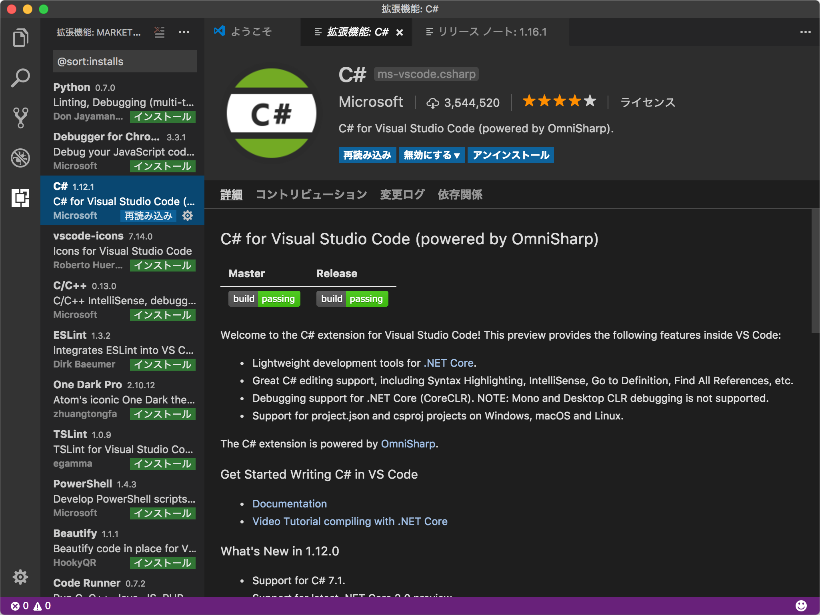 拡張機能: C#
拡張機能: MARKET...
ようこそ
拡張機能: C#
リリース ノート: 1.16.1
@sort:installs
Python 0.7.0
Linting, Debugging (multi-t...
Don Jayaman...
インストール
Debugger for Chro... 3.3.1
Debug your JavaScript cod...
Microsoft
インストール
C# 1.12.1
C# for Visual Studio Code (...
Microsoft
再読み込み
vscode-icons 7.14.0
Icons for Visual Studio Code
Roberto Huer...
インストール
C/C++ 0.13.0
C/C++ IntelliSense, debugg...
Microsoft
インストール
ESLint 1.3.2
Integrates ESLint into VS C...
Dirk Baeumer
インストール
One Dark Pro 2.10.12
Atom's iconic One Dark the...
zhuangtongfa
インストール
TSLint 1.0.9
TSLint for Visual Studio Co...
egamma
インストール
PowerShell 1.4.3
Develop PowerShell scripts...
Microsoft
インストール
Beautify 1.1.1
Beautify code in place for V...
HookyQR
インストール
Code Runner 0.7.2
C#
C# ms-vscode.csharp
Microsoft
3,544,520
ライセンス
C# for Visual Studio Code (powered by OmniSharp).
再読み込み 無効にする▼ アンインストール
詳細 コントリビューション 変更ログ 依存関係
C# for Visual Studio Code (powered by OmniSharp)
Master Release
build passing build passing
Welcome to the C# extension for Visual Studio Code! This preview provides the following features inside VS Code:
• Lightweight development tools for .NET Core.
• Great C# editing support, including Syntax Highlighting, IntelliSense, Go to Definition, Find All References, etc.
• Debugging support for .NET Core (CoreCLR). NOTE: Mono and Desktop CLR debugging is not supported.
• Support for project.json and csproj projects on Windows, macOS and Linux.
The C# extension is powered by OmniSharp.
Get Started Writing C# in VS Code
• Documentation
• Video Tutorial compiling with .NET Core
What's New in 1.12.0
• Support for C# 7.1.
• Support for latest .NET Core 2.0 preview
0 0